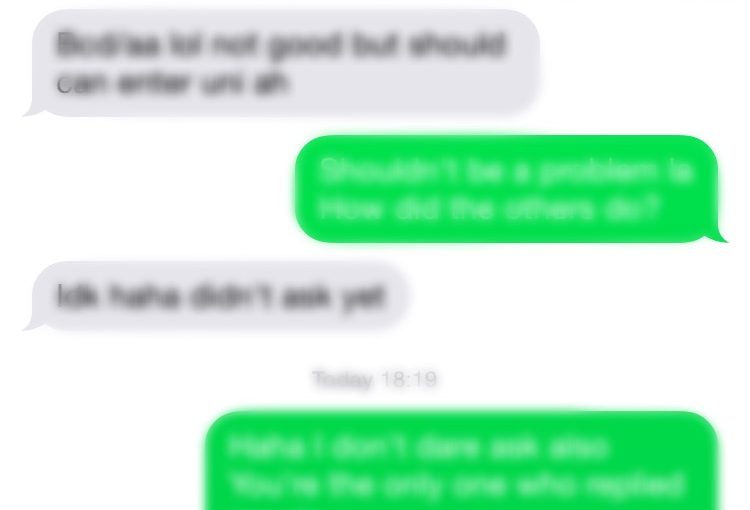 Bcd/aa lol not good but should
can enter uni ah
Shouldn't be a problem la
How did the others do?
Idk haha didn't ask yet
Today 18:19
Haha I don't dare ask also
You're the only one who replied